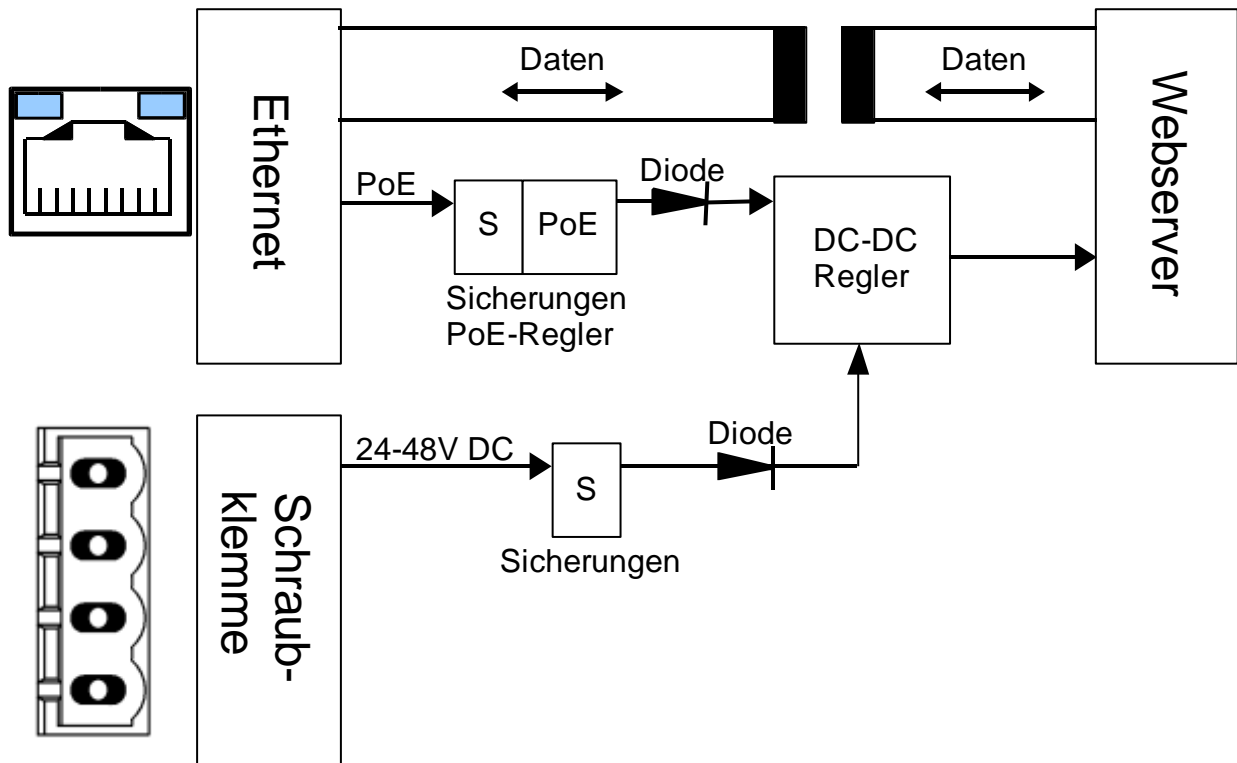 Daten
Daten
Ethernet
Webserver
PoE
Diode
S
PoE
DC-DC
Regler
Sicherungen
PoE-Regler
24-48V DC
Diode
S
Sicherungen
Schraub-
klemme